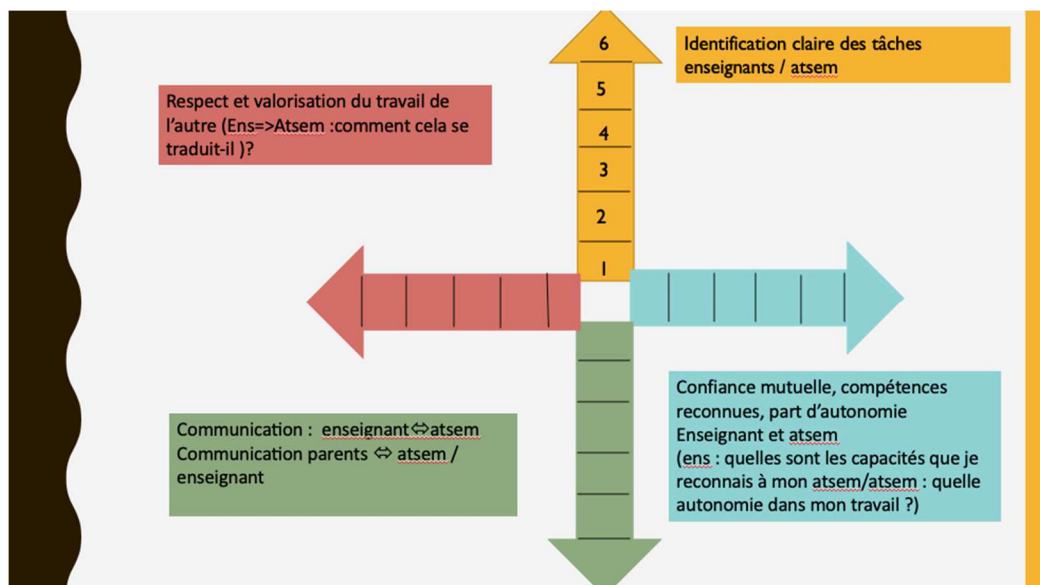 6
5
4
3
2
1
Identification claire des tâches
enseignants / atsem
Respect et valorisation du travail de
l'autre (Ens=>Atsem :comment cela se
traduit-il )?
Communication :  enseignant⇔atsem
Communication parents ⇔ atsem /
enseignant
Confiance mutuelle, compétences
reconnues, part d'autonomie
Enseignant et atsem
(ens : quelles sont les capacités que je
reconnais à mon atsem/atsem : quelle
autonomie dans mon travail ?)